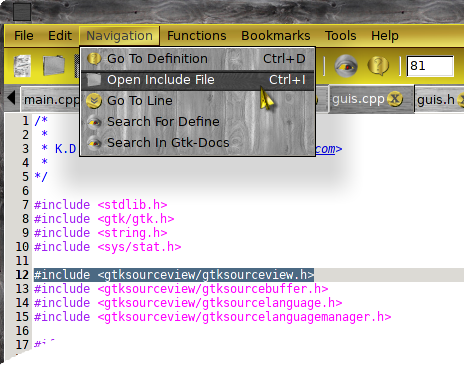 File Edit Navigation Functions Bookmarks Tools Help
Go To Definition Ctrl+D
Open Include File Ctrl+I
Go To Line
Search For Define
Search In Gtk-Docs
81
main.cpp guis.cpp guis.h
1 /*
2 *
3 * K.D com>
4 *
5 */
6
7 #include <stdlib.h>
8 #include <gtk/gtk.h>
9 #include <string.h>
10 #include <sys/stat.h>
11
12 #include <gtksourceview/gtksourceview.h>
13 #include <gtksourceview/gtksourcebuffer.h>
14 #include <gtksourceview/gtksourcelanguage.h>
15 #include <gtksourceview/gtksourcelanguagemanager.h>
16
17